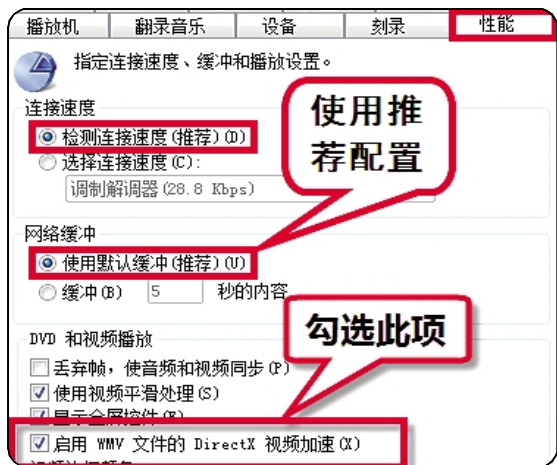 播放机 翻录音乐 设备 刻录 性能
指定连接速度、缓冲和播放设置。
连接速度
检测连接速度(推荐)(D)
选择连接速度(C):
调制解调器(28.8 Kbps)
使用推
荐配置
网络缓冲
使用默认缓冲(推荐)(U)
缓冲(B) 5 秒的内容
勾选此项
DVD 和视频播放
丢弃帧，使音频和视频同步(P)
使用视频平滑处理(S)
显示全屏控件
启用 WMV 文件的 DirectX 视频加速(X)